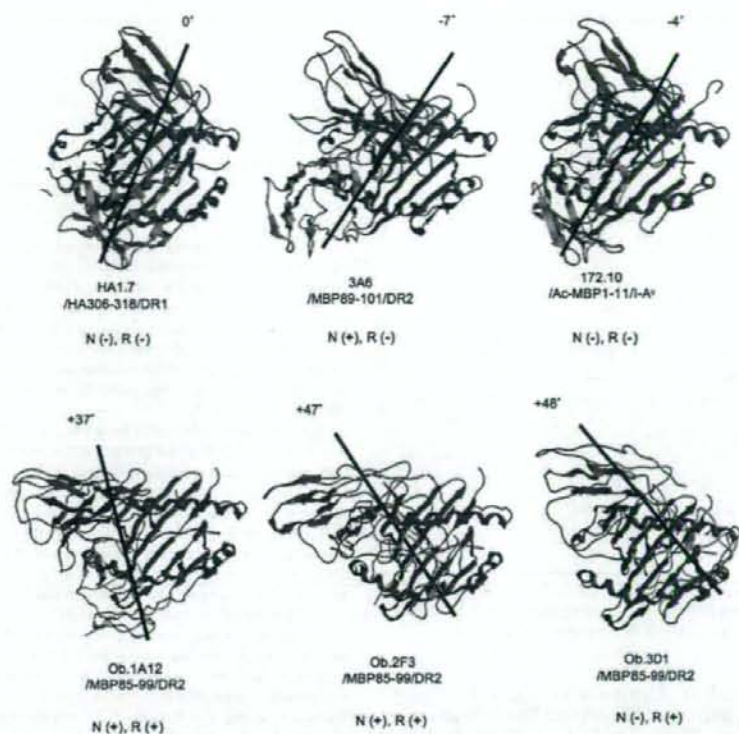 0° -7° -4°
HA1.7
/HA306-318/DR1
3A6
/MBP89-101/DR2
172.10
/Ac-MBP1-11/I-Aᵘ
N (-), R (-) N (+), R (-) N (-), R (-)
+37° +47° +48°
Ob.1A12
/MBP85-99/DR2
Ob.2F3
/MBP85-99/DR2
Ob.3D1
/MBP85-99/DR2
N (+), R (+) N (+), R (+) N (-), R (+)